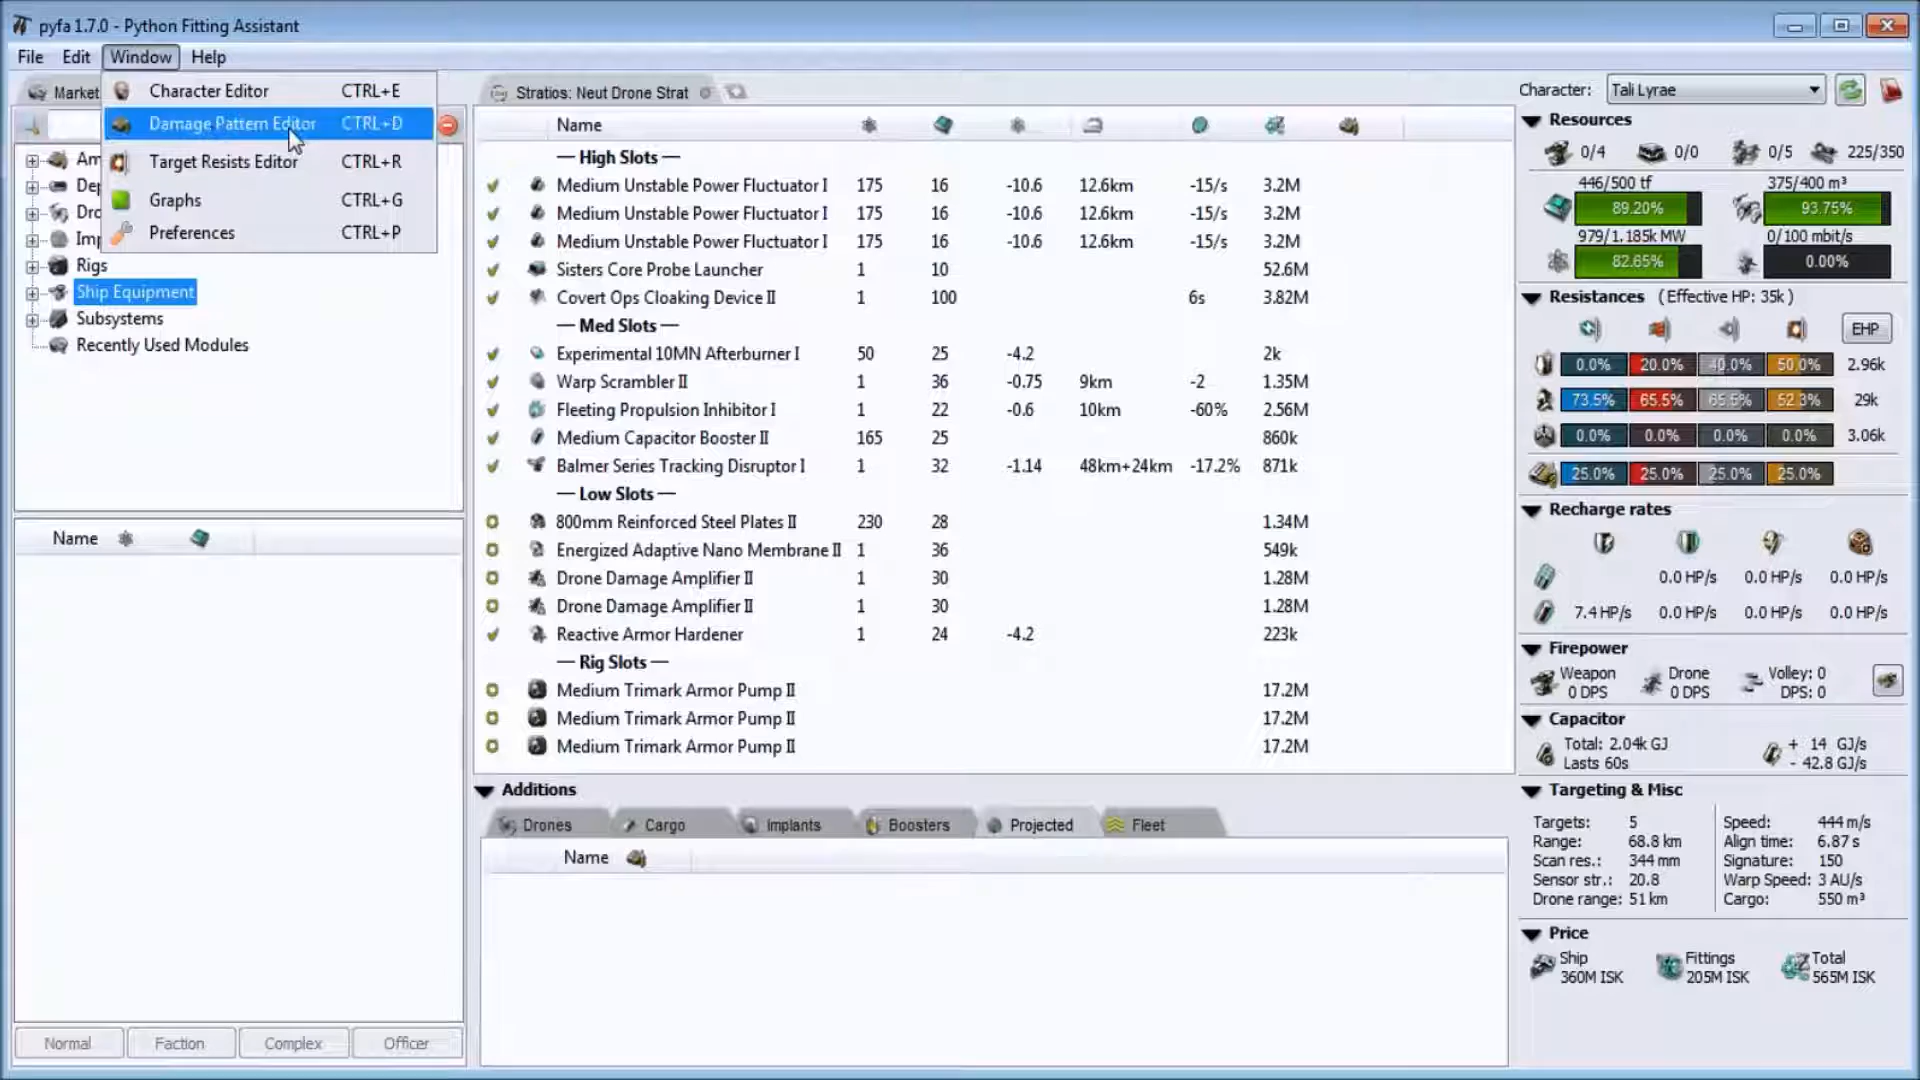 pyfa 1.7.0 - Python Fitting Assistant
File Edit Window Help
Market
Character Editor CTRL+E
Damage Pattern Editor CTRL+D
Target Resists Editor CTRL+R
Graphs CTRL+G
Preferences CTRL+P
Rigs
Ship Equipment
Subsystems
Recently Used Modules
Name
Normal Faction Complex Officer
Stratios: Neut Drone Strat
Name
— High Slots —
Medium Unstable Power Fluctuator I 175 16 -10.6 12.6km -15/s 3.2M
Medium Unstable Power Fluctuator I 175 16 -10.6 12.6km -15/s 3.2M
Medium Unstable Power Fluctuator I 175 16 -10.6 12.6km -15/s 3.2M
Sisters Core Probe Launcher 1 10 52.6M
Covert Ops Cloaking Device II 1 100 6s 3.82M
— Med Slots —
Experimental 10MN Afterburner I 50 25 -4.2 2k
Warp Scrambler II 1 36 -0.75 9km -2 1.35M
Fleeting Propulsion Inhibitor I 1 22 -0.6 10km -60% 2.56M
Medium Capacitor Booster II 165 25 860k
Balmer Series Tracking Disruptor I 1 32 -1.14 48km+24km -17.2% 871k
— Low Slots —
800mm Reinforced Steel Plates II 230 28 1.34M
Energized Adaptive Nano Membrane II 1 36 549k
Drone Damage Amplifier II 1 30 1.28M
Drone Damage Amplifier II 1 30 1.28M
Reactive Armor Hardener 1 24 -4.2 223k
— Rig Slots —
Medium Trimark Armor Pump II 17.2M
Medium Trimark Armor Pump II 17.2M
Medium Trimark Armor Pump II 17.2M
Additions
Drones Cargo Implants Boosters Projected Fleet
Name
Character: Tali Lyrae
Resources
0/4 0/0 0/5 225/350
446/500 tf 375/400 m³
89.20% 93.75%
979/1.185k MW 0/100 mbit/s
82.65% 0.00%
Resistances (Effective HP: 35k)
EHP
0.0% 20.0% 40.0% 50.0% 2.96k
73.5% 65.5% 65.5% 52.3% 29k
0.0% 0.0% 0.0% 0.0% 3.06k
25.0% 25.0% 25.0% 25.0%
Recharge rates
0.0 HP/s 0.0 HP/s 0.0 HP/s
7.4 HP/s 0.0 HP/s 0.0 HP/s 0.0 HP/s
Firepower
Weapon Drone Volley: 0
0 DPS 0 DPS DPS: 0
Capacitor
Total: 2.04k GJ + 14 GJ/s
Lasts 60s - 42.8 GJ/s
Targeting & Misc
Targets: 5 Speed: 444 m/s
Range: 68.8 km Align time: 6.87 s
Scan res.: 344 mm Signature: 150
Sensor str.: 20.8 Warp Speed: 3 AU/s
Drone range: 51 km Cargo: 550 m³
Price
Ship Fittings Total
360M ISK 205M ISK 565M ISK